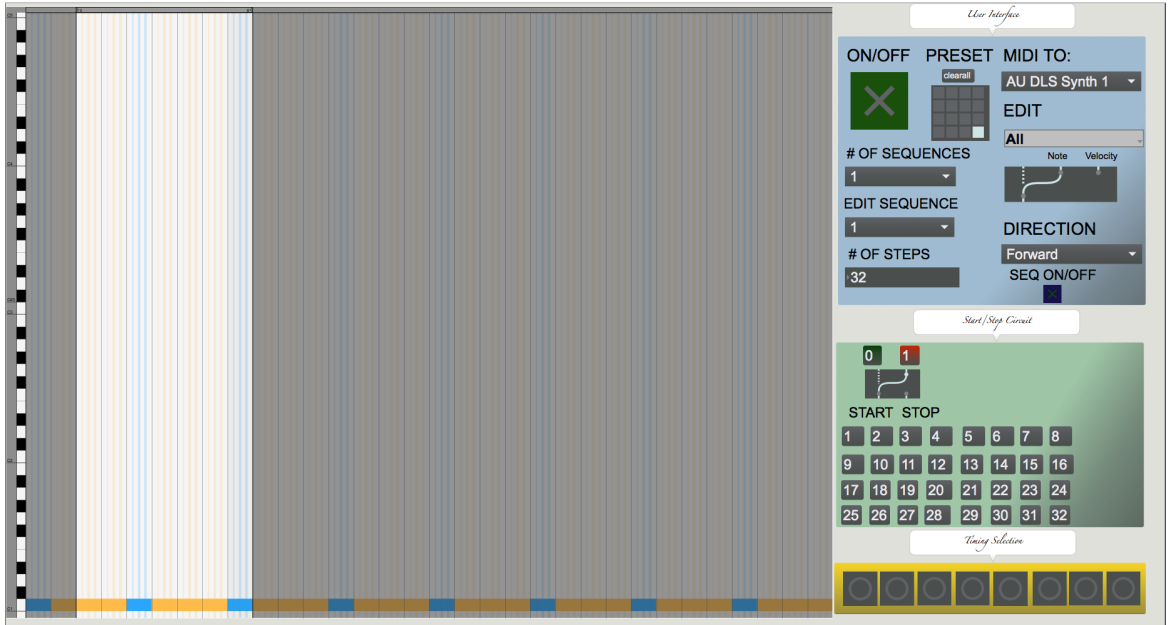 User Interface
ON/OFF PRESET MIDI TO:
clearall
AU DLS Synth 1
EDIT
All
Note Velocity
# OF SEQUENCES
1
EDIT SEQUENCE
1
DIRECTION
# OF STEPS
Forward
32
SEQ ON/OFF
Start/Stop Circuit
0 1
START STOP
1 2 3 4 5 6 7 8
9 10 11 12 13 14 15 16
17 18 19 20 21 22 23 24
25 26 27 28 29 30 31 32
Timing Selection
C4
C2
C1